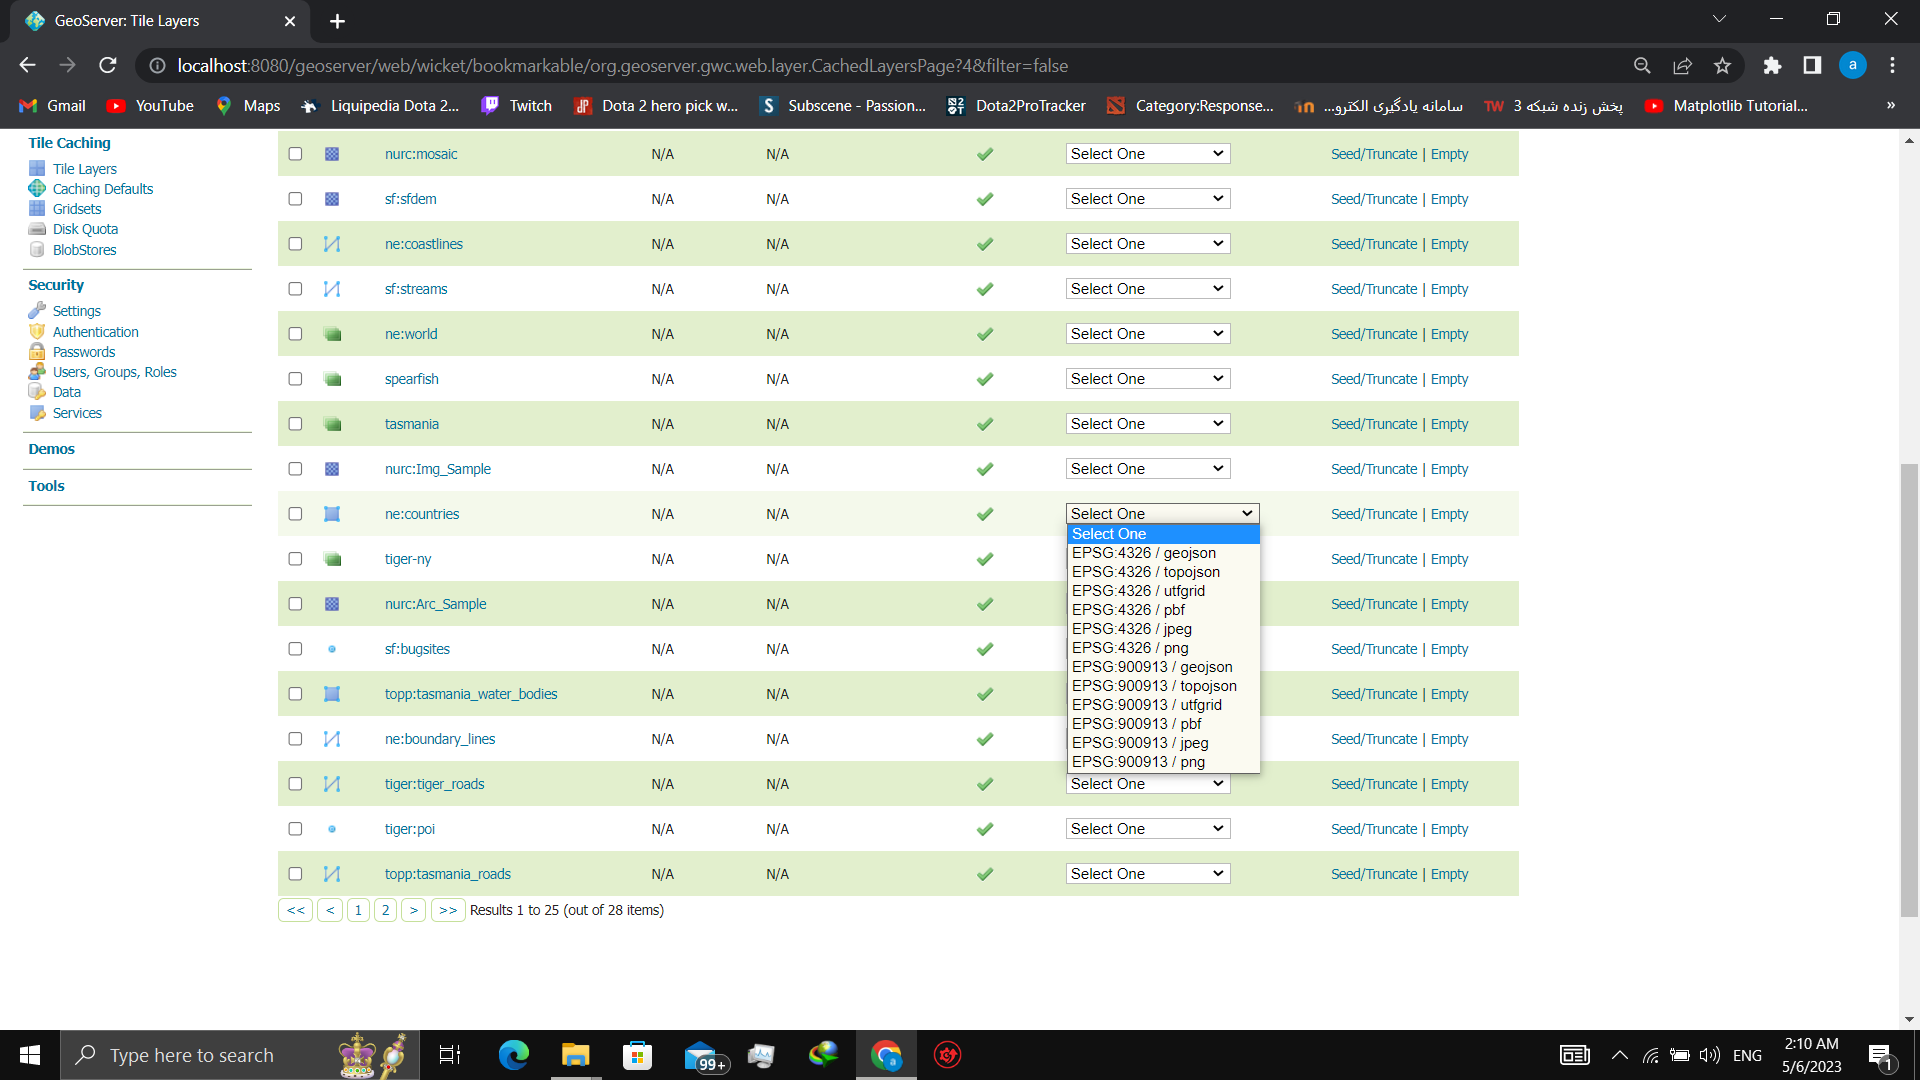 GeoServer: Tile Layers
localhost:8080/geoserver/web/wicket/bookmarkable/org.geoserver.gwc.web.layer.CachedLayersPage?4&filter=false
a
Gmail YouTube Maps Liquipedia Dota 2... Twitch Dota 2 hero pick w... Subscene - Passion... Dota2ProTracker Category:Response... سامانه یادگیری الکترو... پخش زنده شبکه 3 Matplotlib Tutorial... »
Tile Caching
Tile Layers
Caching Defaults
Gridsets
Disk Quota
BlobStores
Security
Settings
Authentication
Passwords
Users, Groups, Roles
Data
Services
Demos
Tools
nurc:mosaic N/A N/A Select One Seed/Truncate | Empty
sf:sfdem N/A N/A Select One Seed/Truncate | Empty
ne:coastlines N/A N/A Select One Seed/Truncate | Empty
sf:streams N/A N/A Select One Seed/Truncate | Empty
ne:world N/A N/A Select One Seed/Truncate | Empty
spearfish N/A N/A Select One Seed/Truncate | Empty
tasmania N/A N/A Select One Seed/Truncate | Empty
nurc:Img_Sample N/A N/A Select One Seed/Truncate | Empty
ne:countries N/A N/A Select One Seed/Truncate | Empty
Select One
EPSG:4326 / geojson
EPSG:4326 / topojson
EPSG:4326 / utfgrid
EPSG:4326 / pbf
EPSG:4326 / jpeg
EPSG:4326 / png
EPSG:900913 / geojson
EPSG:900913 / topojson
EPSG:900913 / utfgrid
EPSG:900913 / pbf
EPSG:900913 / jpeg
EPSG:900913 / png
tiger-ny N/A N/A Seed/Truncate | Empty
nurc:Arc_Sample N/A N/A Seed/Truncate | Empty
sf:bugsites N/A N/A Seed/Truncate | Empty
topp:tasmania_water_bodies N/A N/A Seed/Truncate | Empty
ne:boundary_lines N/A N/A Seed/Truncate | Empty
tiger:tiger_roads N/A N/A Select One Seed/Truncate | Empty
tiger:poi N/A N/A Select One Seed/Truncate | Empty
topp:tasmania_roads N/A N/A Select One Seed/Truncate | Empty
<< < 1 2 > >> Results 1 to 25 (out of 28 items)
Type here to search
99+
ENG
2:10 AM
5/6/2023
1